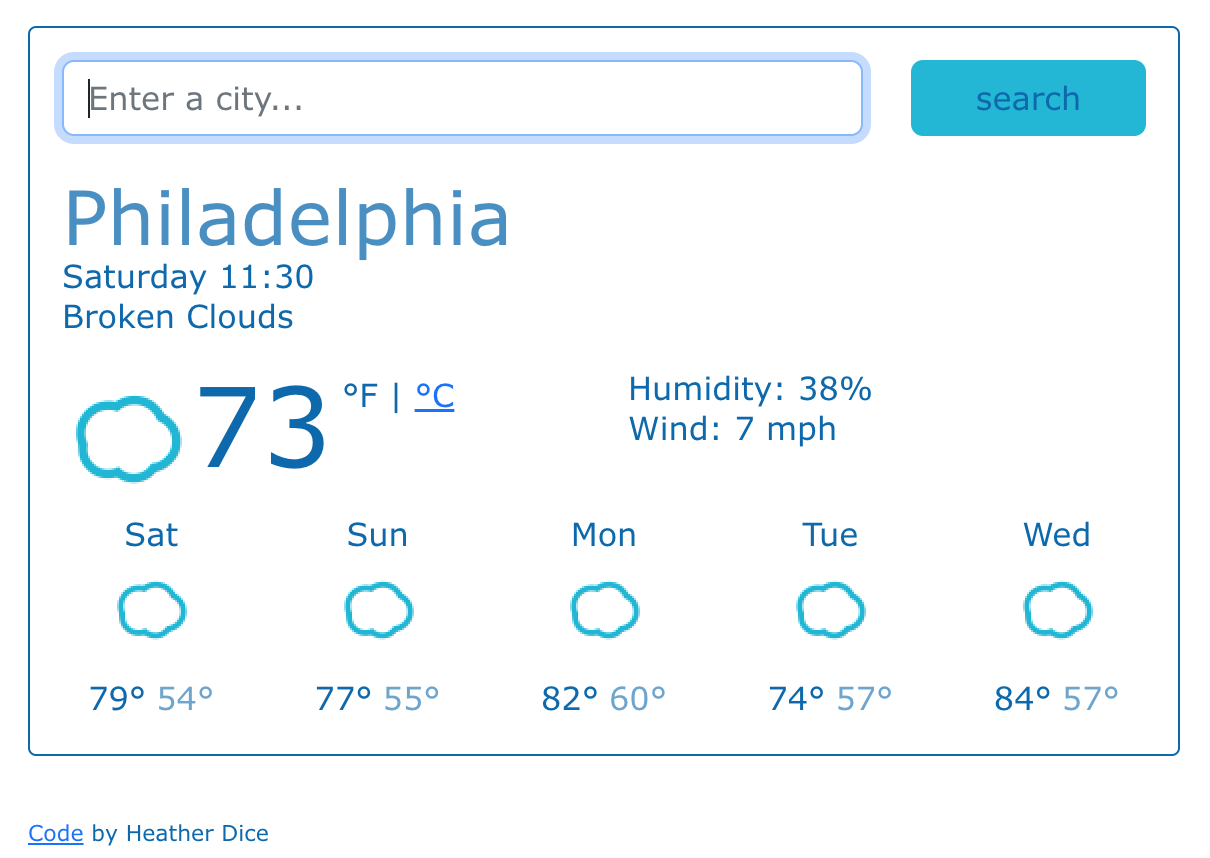 Enter a city...
search
Philadelphia
Saturday 11:30
Broken Clouds
73 °F | °C
Humidity: 38%
Wind: 7 mph
Sat Sun Mon Tue Wed
79° 54° 77° 55° 82° 60° 74° 57° 84° 57°
Code by Heather Dice